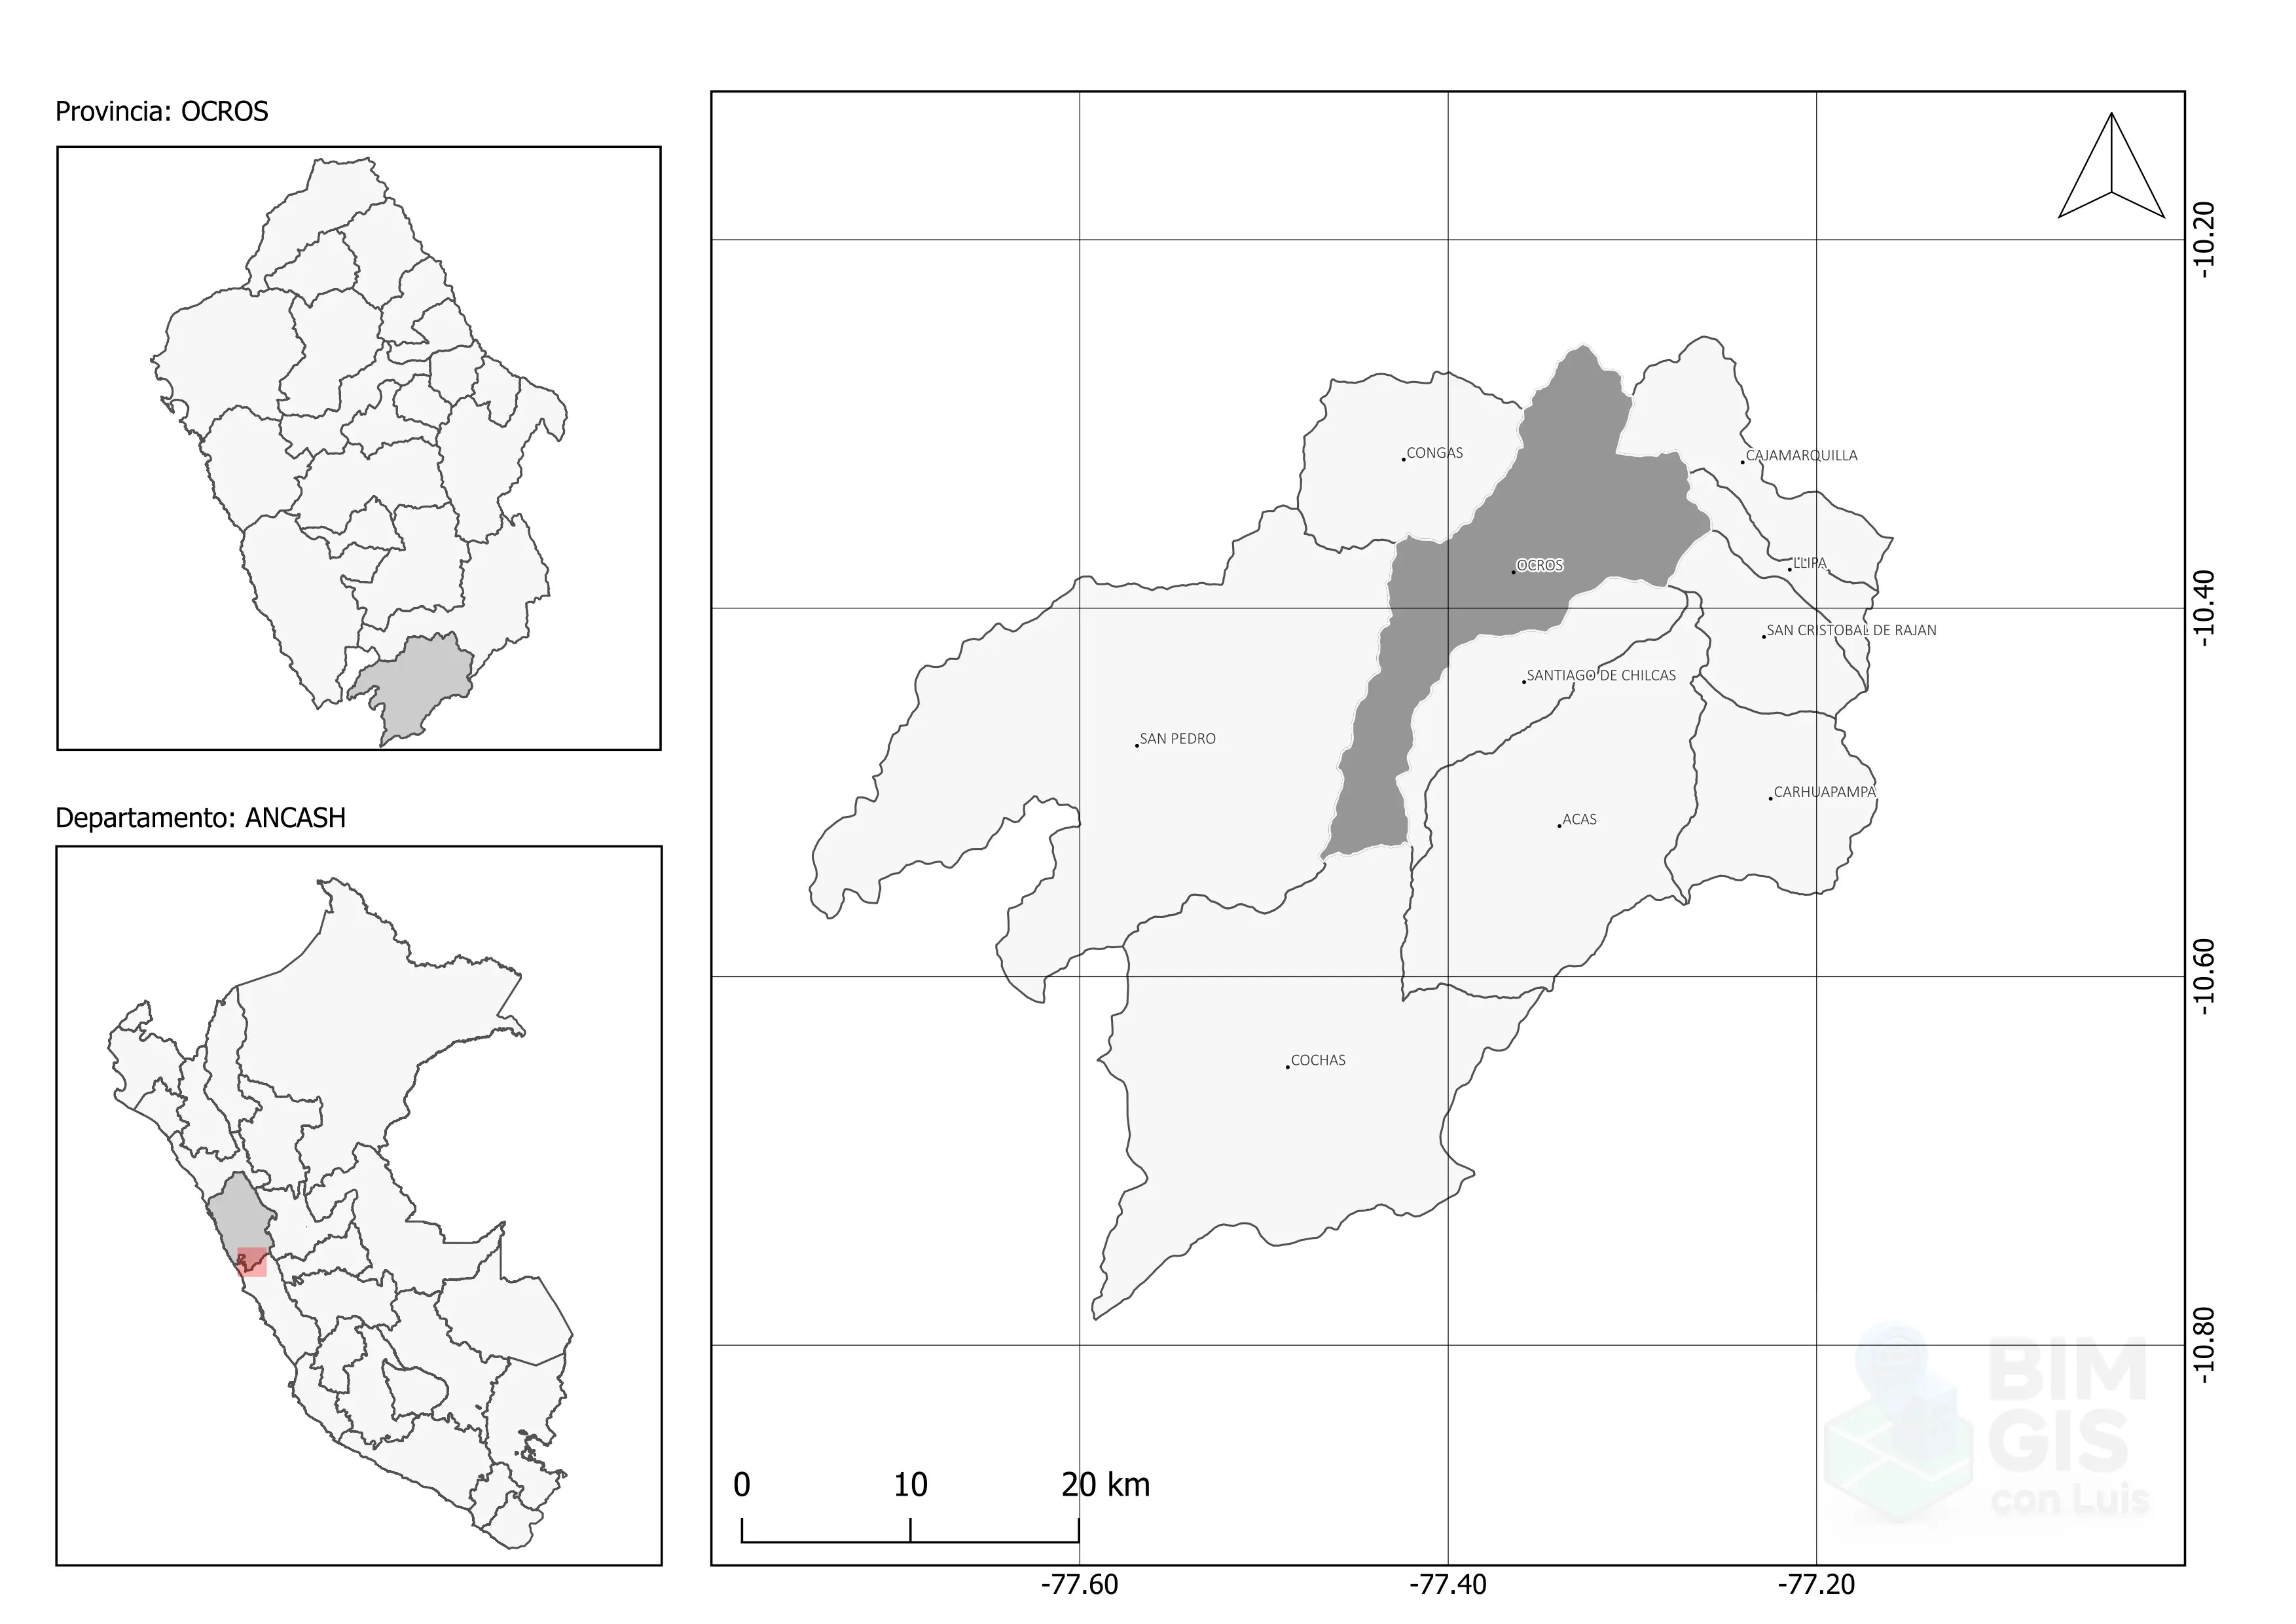 Provincia: OCROS
Departamento: ANCASH
CONGAS
CAJAMARQUILLA
OCROS
LLIPA
SAN CRISTOBAL DE RAJAN
SANTIAGO DE CHILCAS
SAN PEDRO
CARHUAPAMPA
ACAS
COCHAS
-10.20
-10.40
-10.60
-10.80
BIM
GIS
con Luis
0 10 20 km
-77.60 -77.40 -77.20